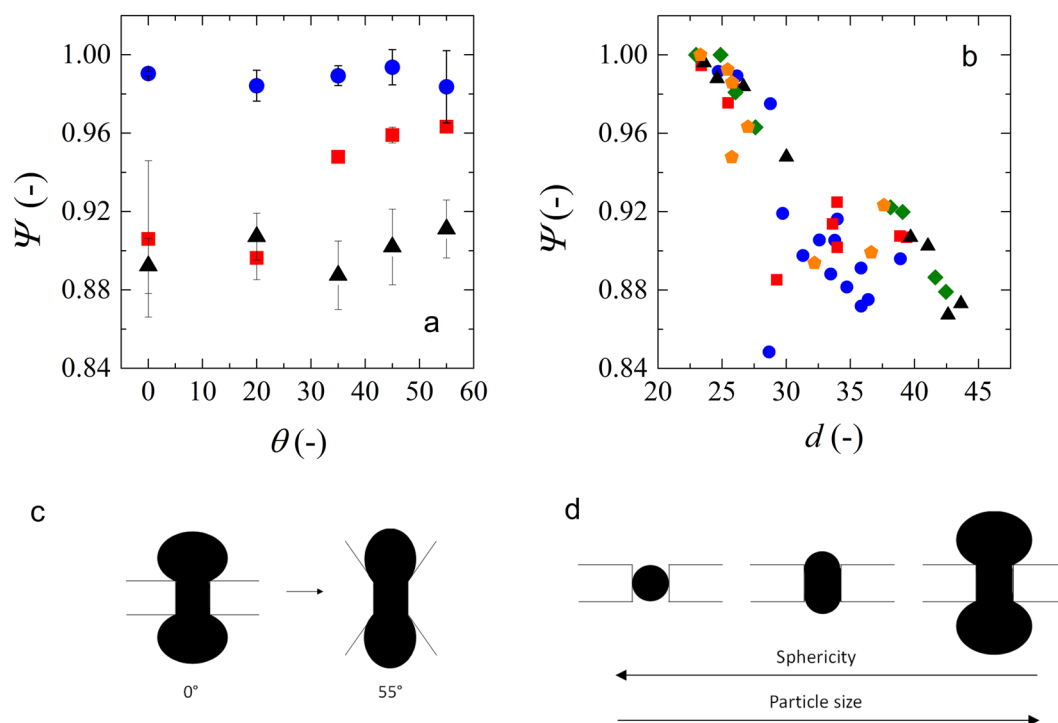 a
1.00
0.96
0.92
0.88
0.84
Ψ (-)
0 10 20 30 40 50 60
θ (-)
b
1.00
0.96
0.92
0.88
0.84
Ψ (-)
20 25 30 35 40 45
d (-)
c
0°
55°
d
Sphericity
Particle size